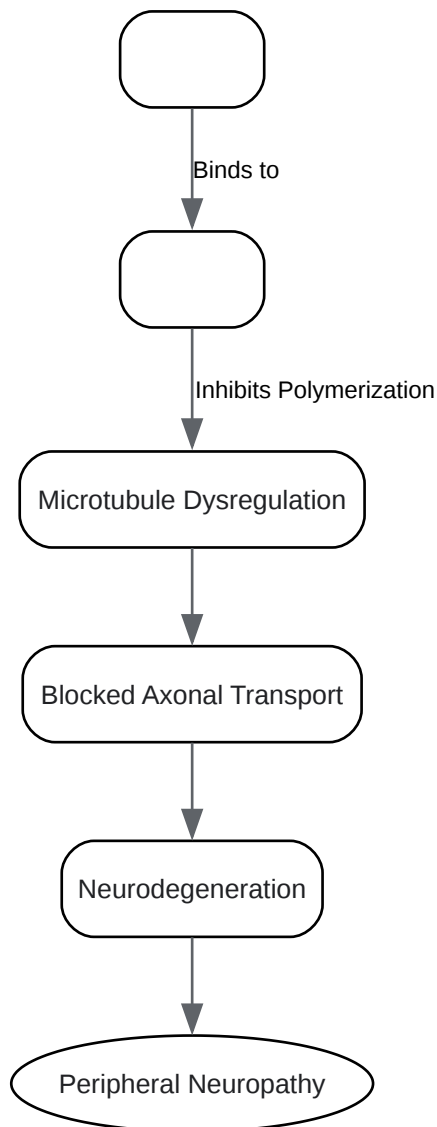 Binds to
Inhibits Polymerization
Microtubule Dysregulation
Blocked Axonal Transport
Neurodegeneration
Peripheral Neuropathy